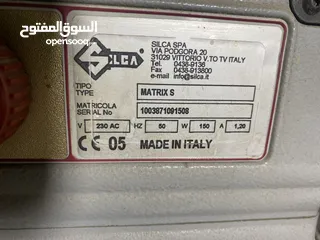 السوق المفتوح
opensooq.com
SILCA
SILCA SPA
VIA PODGORA 20
31029 VITTORIO V.TO TV ITALY
Tel. 0438-9136
Fax 0438-913800
e-mail info@silca.it
TIPO
TYPE
MATRIX S
MATRICOLA
SERIAL No
1003871091508
V 230 AC HZ 50 W 150 A 1,20
CE 05 MADE IN ITALY